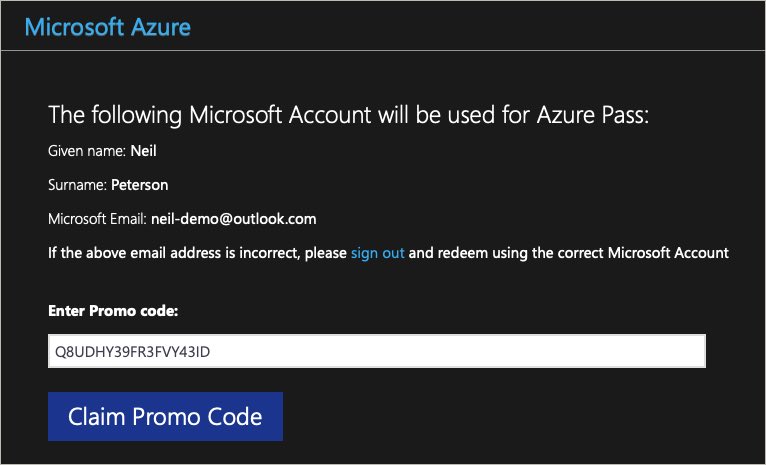 Microsoft Azure
The following Microsoft Account will be used for Azure Pass:
Given name: Neil
Surname: Peterson
Microsoft Email: neil-demo@outlook.com
If the above email address is incorrect, please sign out and redeem using the correct Microsoft Account
Enter Promo code:
Q8UDHY39FR3FVY43ID
Claim Promo Code